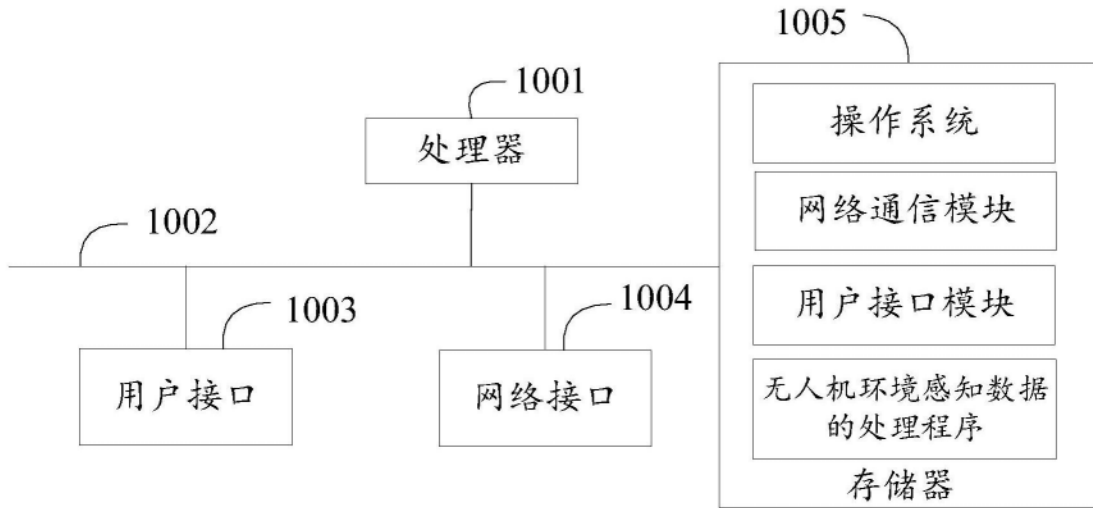 1005
1001
处理器
操作系统
网络通信模块
1002
1003
1004
用户接口模块
用户接口
网络接口
无人机环境感知数据
的处理程序
存储器